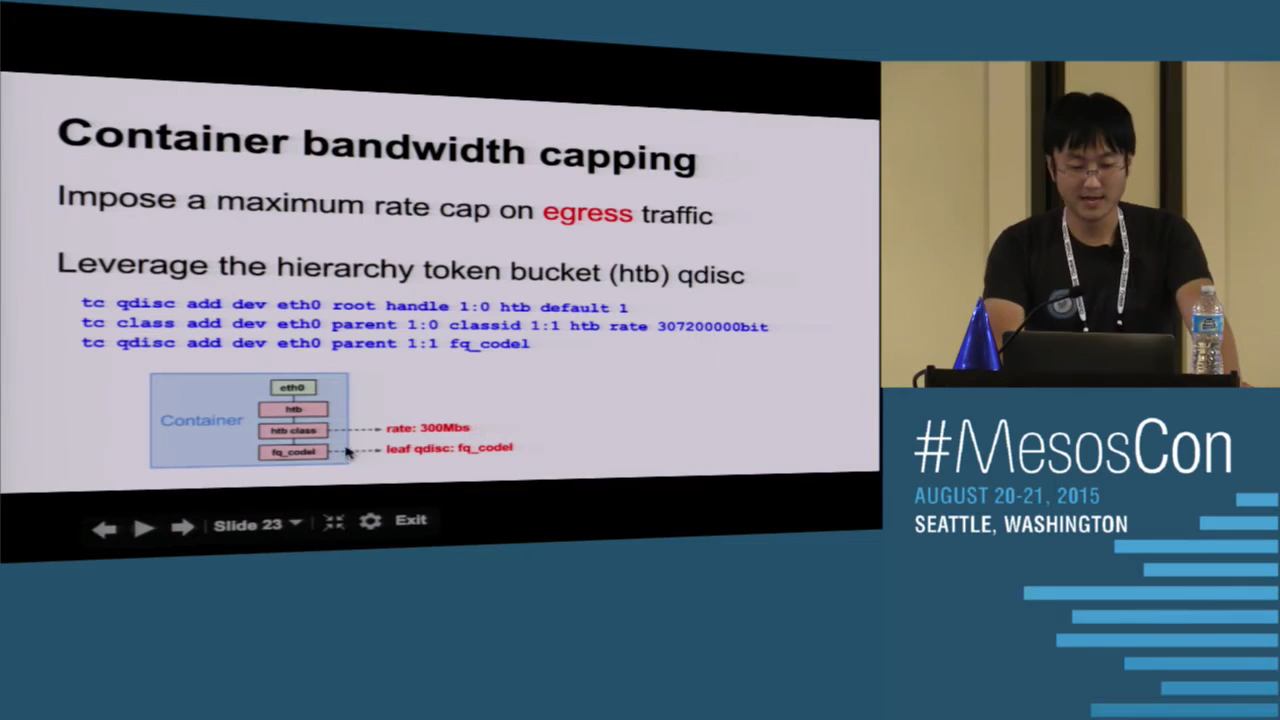 Container bandwidth capping
Impose a maximum rate cap on egress traffic
Leverage the hierarchy token bucket (htb) qdisc
tc qdisc add dev eth0 root handle 1:0 htb default 1
tc class add dev eth0 parent 1:0 classid 1:1 htb rate 307200000bit
tc qdisc add dev eth0 parent 1:1 fq_codel
Container
eth0
htb
htb class
fq_codel
rate: 300Mbs
leaf qdisc: fq_codel
Slide 23
Exit
#MesosCon
AUGUST 20-21, 2015
SEATTLE, WASHINGTON